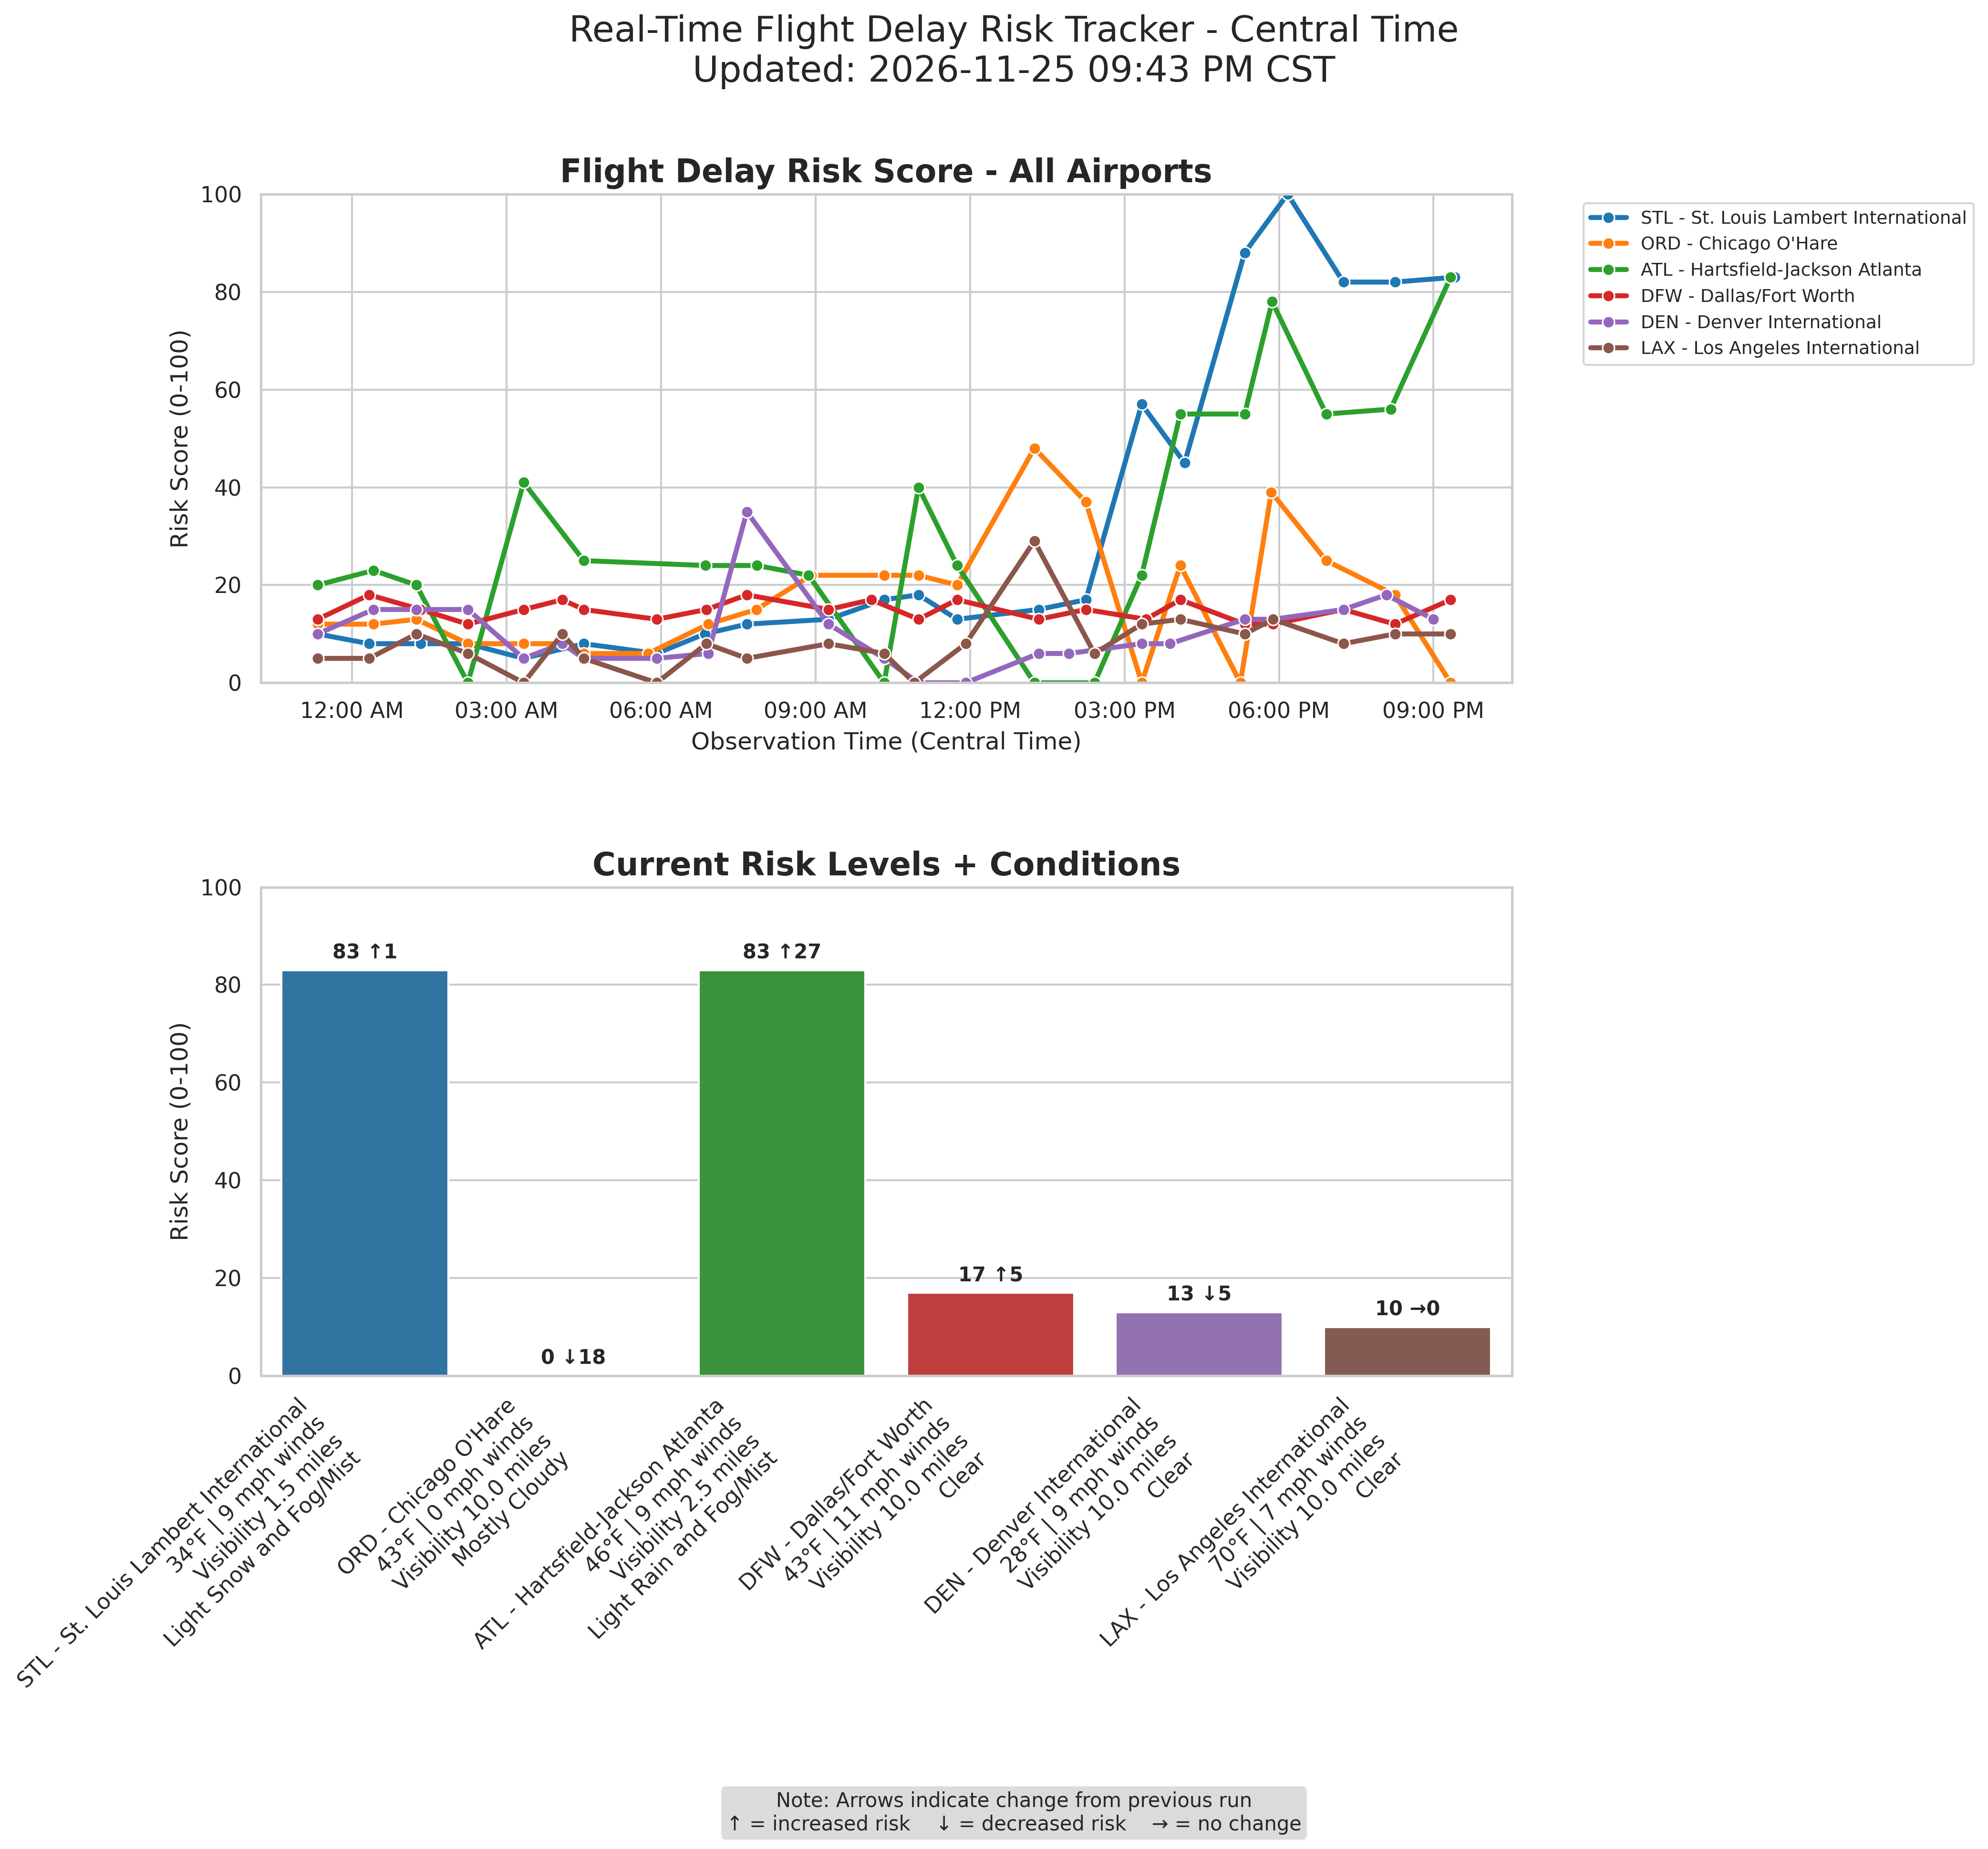 Real-Time Flight Delay Risk Tracker - Central Time
Updated: 2026-11-25 09:43 PM CST
Flight Delay Risk Score - All Airports
Risk Score (0-100)
100
80
60
40
20
0
12:00 AM
03:00 AM
06:00 AM
09:00 AM
12:00 PM
03:00 PM
06:00 PM
09:00 PM
Observation Time (Central Time)
STL - St. Louis Lambert International
ORD - Chicago O'Hare
ATL - Hartsfield-Jackson Atlanta
DFW - Dallas/Fort Worth
DEN - Denver International
LAX - Los Angeles International
Current Risk Levels + Conditions
Risk Score (0-100)
100
80
60
40
20
0
83 ↑1
0 ↓18
83 ↑27
17 ↑5
13 ↓5
10 →0
STL - St. Louis Lambert International
34°F | 9 mph winds
Visibility 1.5 miles
Light Snow and Fog/Mist
ORD - Chicago O'Hare
43°F | 0 mph winds
Visibility 10.0 miles
Mostly Cloudy
ATL - Hartsfield-Jackson Atlanta
46°F | 9 mph winds
Visibility 2.5 miles
Light Rain and Fog/Mist
DFW - Dallas/Fort Worth
43°F | 11 mph winds
Visibility 10.0 miles
Clear
DEN - Denver International
28°F | 9 mph winds
Visibility 10.0 miles
Clear
LAX - Los Angeles International
70°F | 7 mph winds
Visibility 10.0 miles
Clear
Note: Arrows indicate change from previous run
↑ = increased risk ↓ = decreased risk → = no change